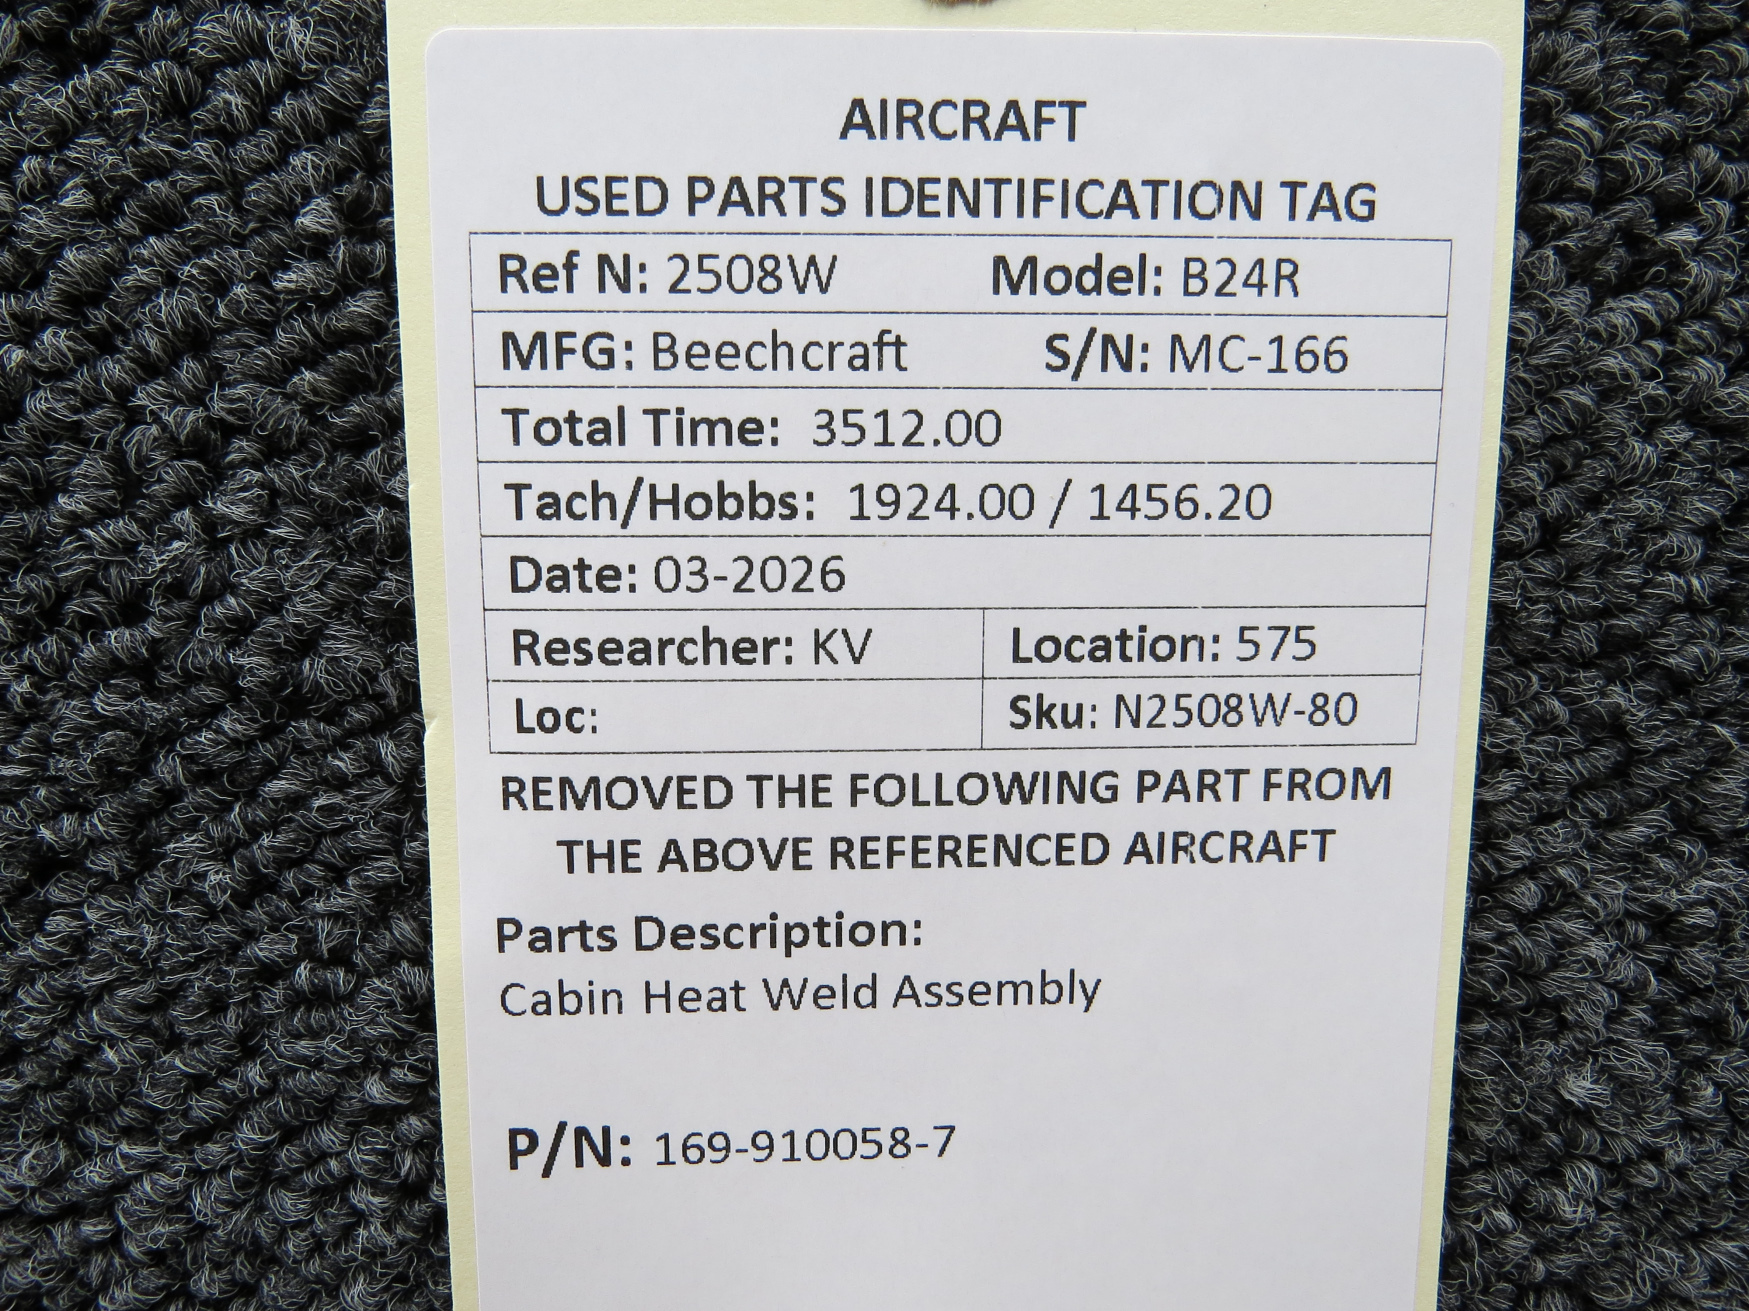 AIRCRAFT
USED PARTS IDENTIFICATION TAG
Ref N: 2508W Model: B24R
MFG: Beechcraft S/N: MC-166
Total Time: 3512.00
Tach/Hobbs: 1924.00 / 1456.20
Date: 03-2026
Researcher: KV Location: 575
Loc: Sku: N2508W-80
REMOVED THE FOLLOWING PART FROM
THE ABOVE REFERENCED AIRCRAFT
Parts Description:
Cabin Heat Weld Assembly
P/N: 169-910058-7